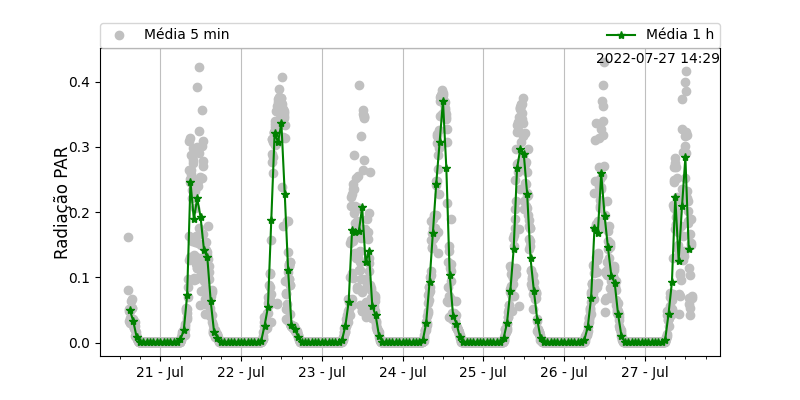 Média 5 min
Média 1 h
2022-07-27 14:29
Radiação PAR
0.4
0.3
0.2
0.1
0.0
21 - Jul
22 - Jul
23 - Jul
24 - Jul
25 - Jul
26 - Jul
27 - Jul